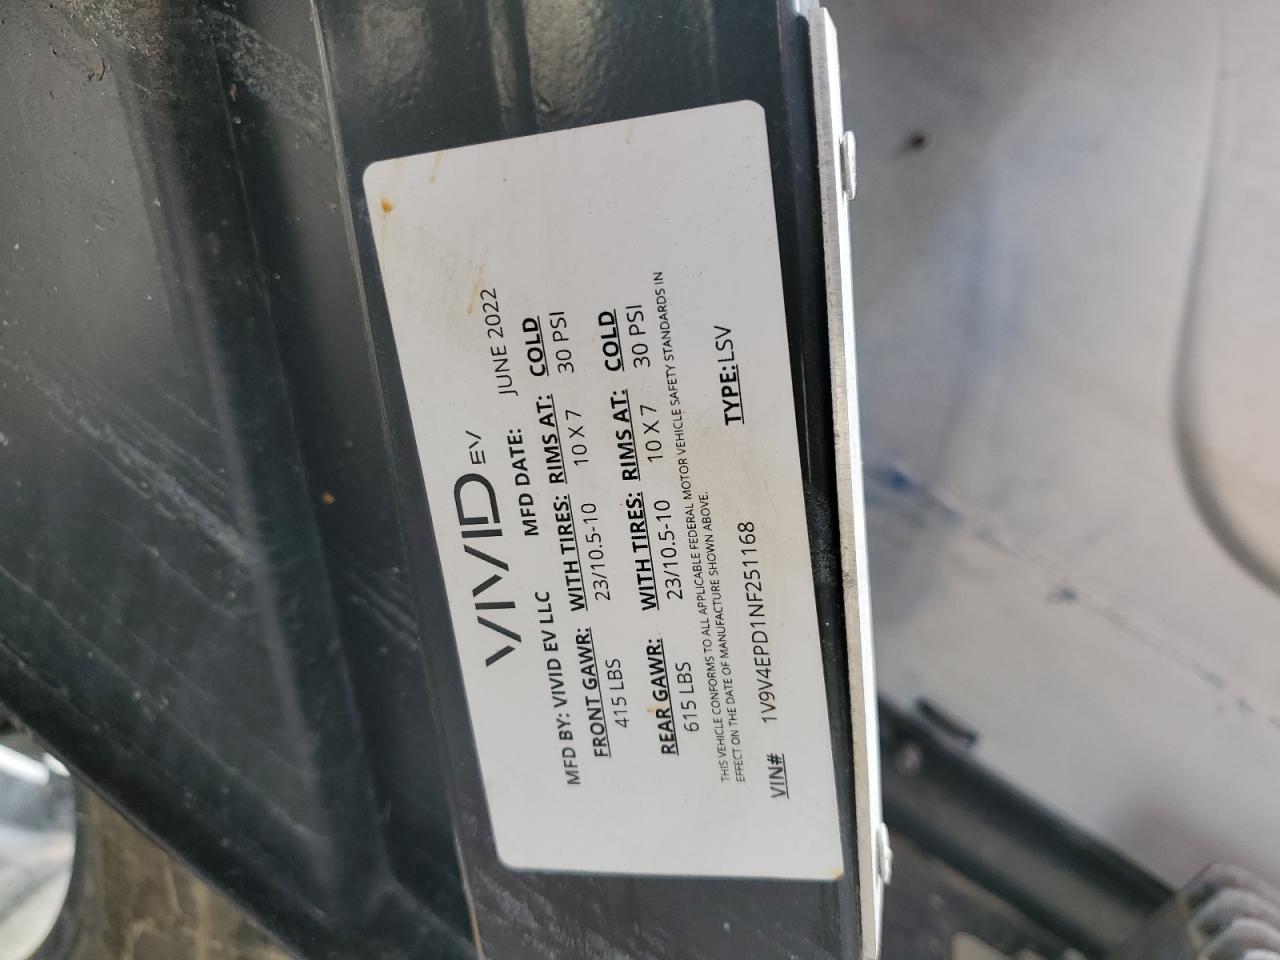 VIVID EV
MFD BY: VIVID EV LLC MFD DATE: JUNE 2022
FRONT GAWR: WITH TIRES: RIMS AT: COLD
415 LBS 23/10.5-10 10 X 7 30 PSI
REAR GAWR: WITH TIRES: RIMS AT: COLD
615 LBS 23/10.5-10 10 X 7 30 PSI
THIS VEHICLE CONFORMS TO ALL APPLICABLE FEDERAL MOTOR VEHICLE SAFETY STANDARDS IN
EFFECT ON THE DATE OF MANUFACTURE SHOWN ABOVE.
VIN# 1V9V4EPD1NF251168 TYPE:LSV